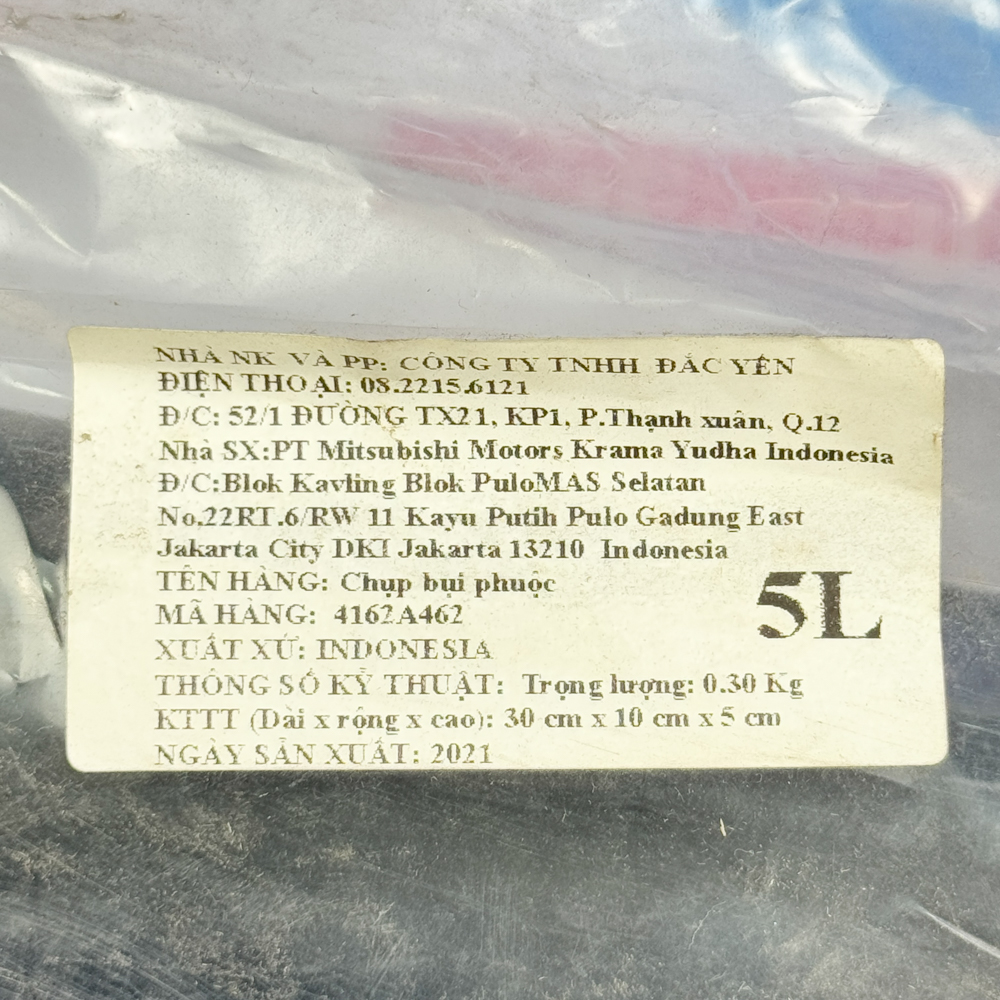 NHÀ NK VÀ PP: CÔNG TY TNHH ĐẮC YÊN
ĐIỆN THOẠI: 08.2215.6121
Đ/C: 52/1 ĐƯỜNG TX21, KP1, P.Thạnh xuân, Q.12
Nhà SX:PT Mitsubishi Motors Krama Yudha Indonesia
Đ/C:Blok Kavling Blok PuloMAS Selatan
No.22RT.6/RW 11 Kayu Putih Pulo Gadung East
Jakarta City DKI Jakarta 13210 Indonesia
TÊN HÀNG: Chụp bụi phuộc
MÃ HÀNG: 4162A462
5L
XUẤT XỨ: INDONESIA
THÔNG SỐ KỸ THUẬT: Trọng lượng: 0.30 Kg
KTTT (Dài x rộng x cao): 30 cm x 10 cm x 5 cm
NGÀY SẢN XUẤT: 2021